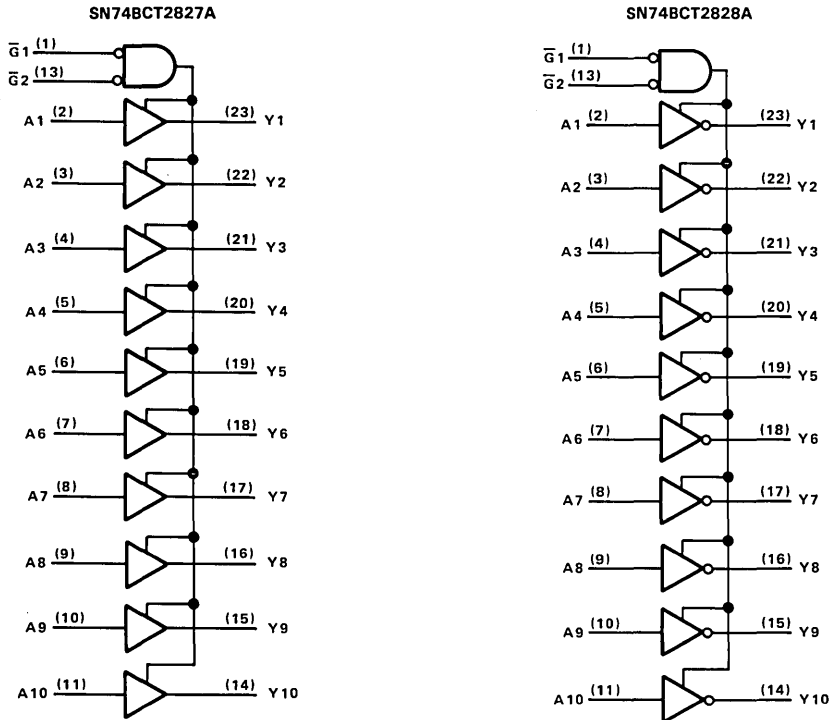 SN74BCT2827A
G̅1 (1)
G̅2 (13)
A1 (2) (23) Y1
A2 (3) (22) Y2
A3 (4) (21) Y3
A4 (5) (20) Y4
A5 (6) (19) Y5
A6 (7) (18) Y6
A7 (8) (17) Y7
A8 (9) (16) Y8
A9 (10) (15) Y9
A10 (11) (14) Y10
SN74BCT2828A
G̅1 (1)
G̅2 (13)
A1 (2) (23) Y1
A2 (3) (22) Y2
A3 (4) (21) Y3
A4 (5) (20) Y4
A5 (6) (19) Y5
A6 (7) (18) Y6
A7 (8) (17) Y7
A8 (9) (16) Y8
A9 (10) (15) Y9
A10 (11) (14) Y10